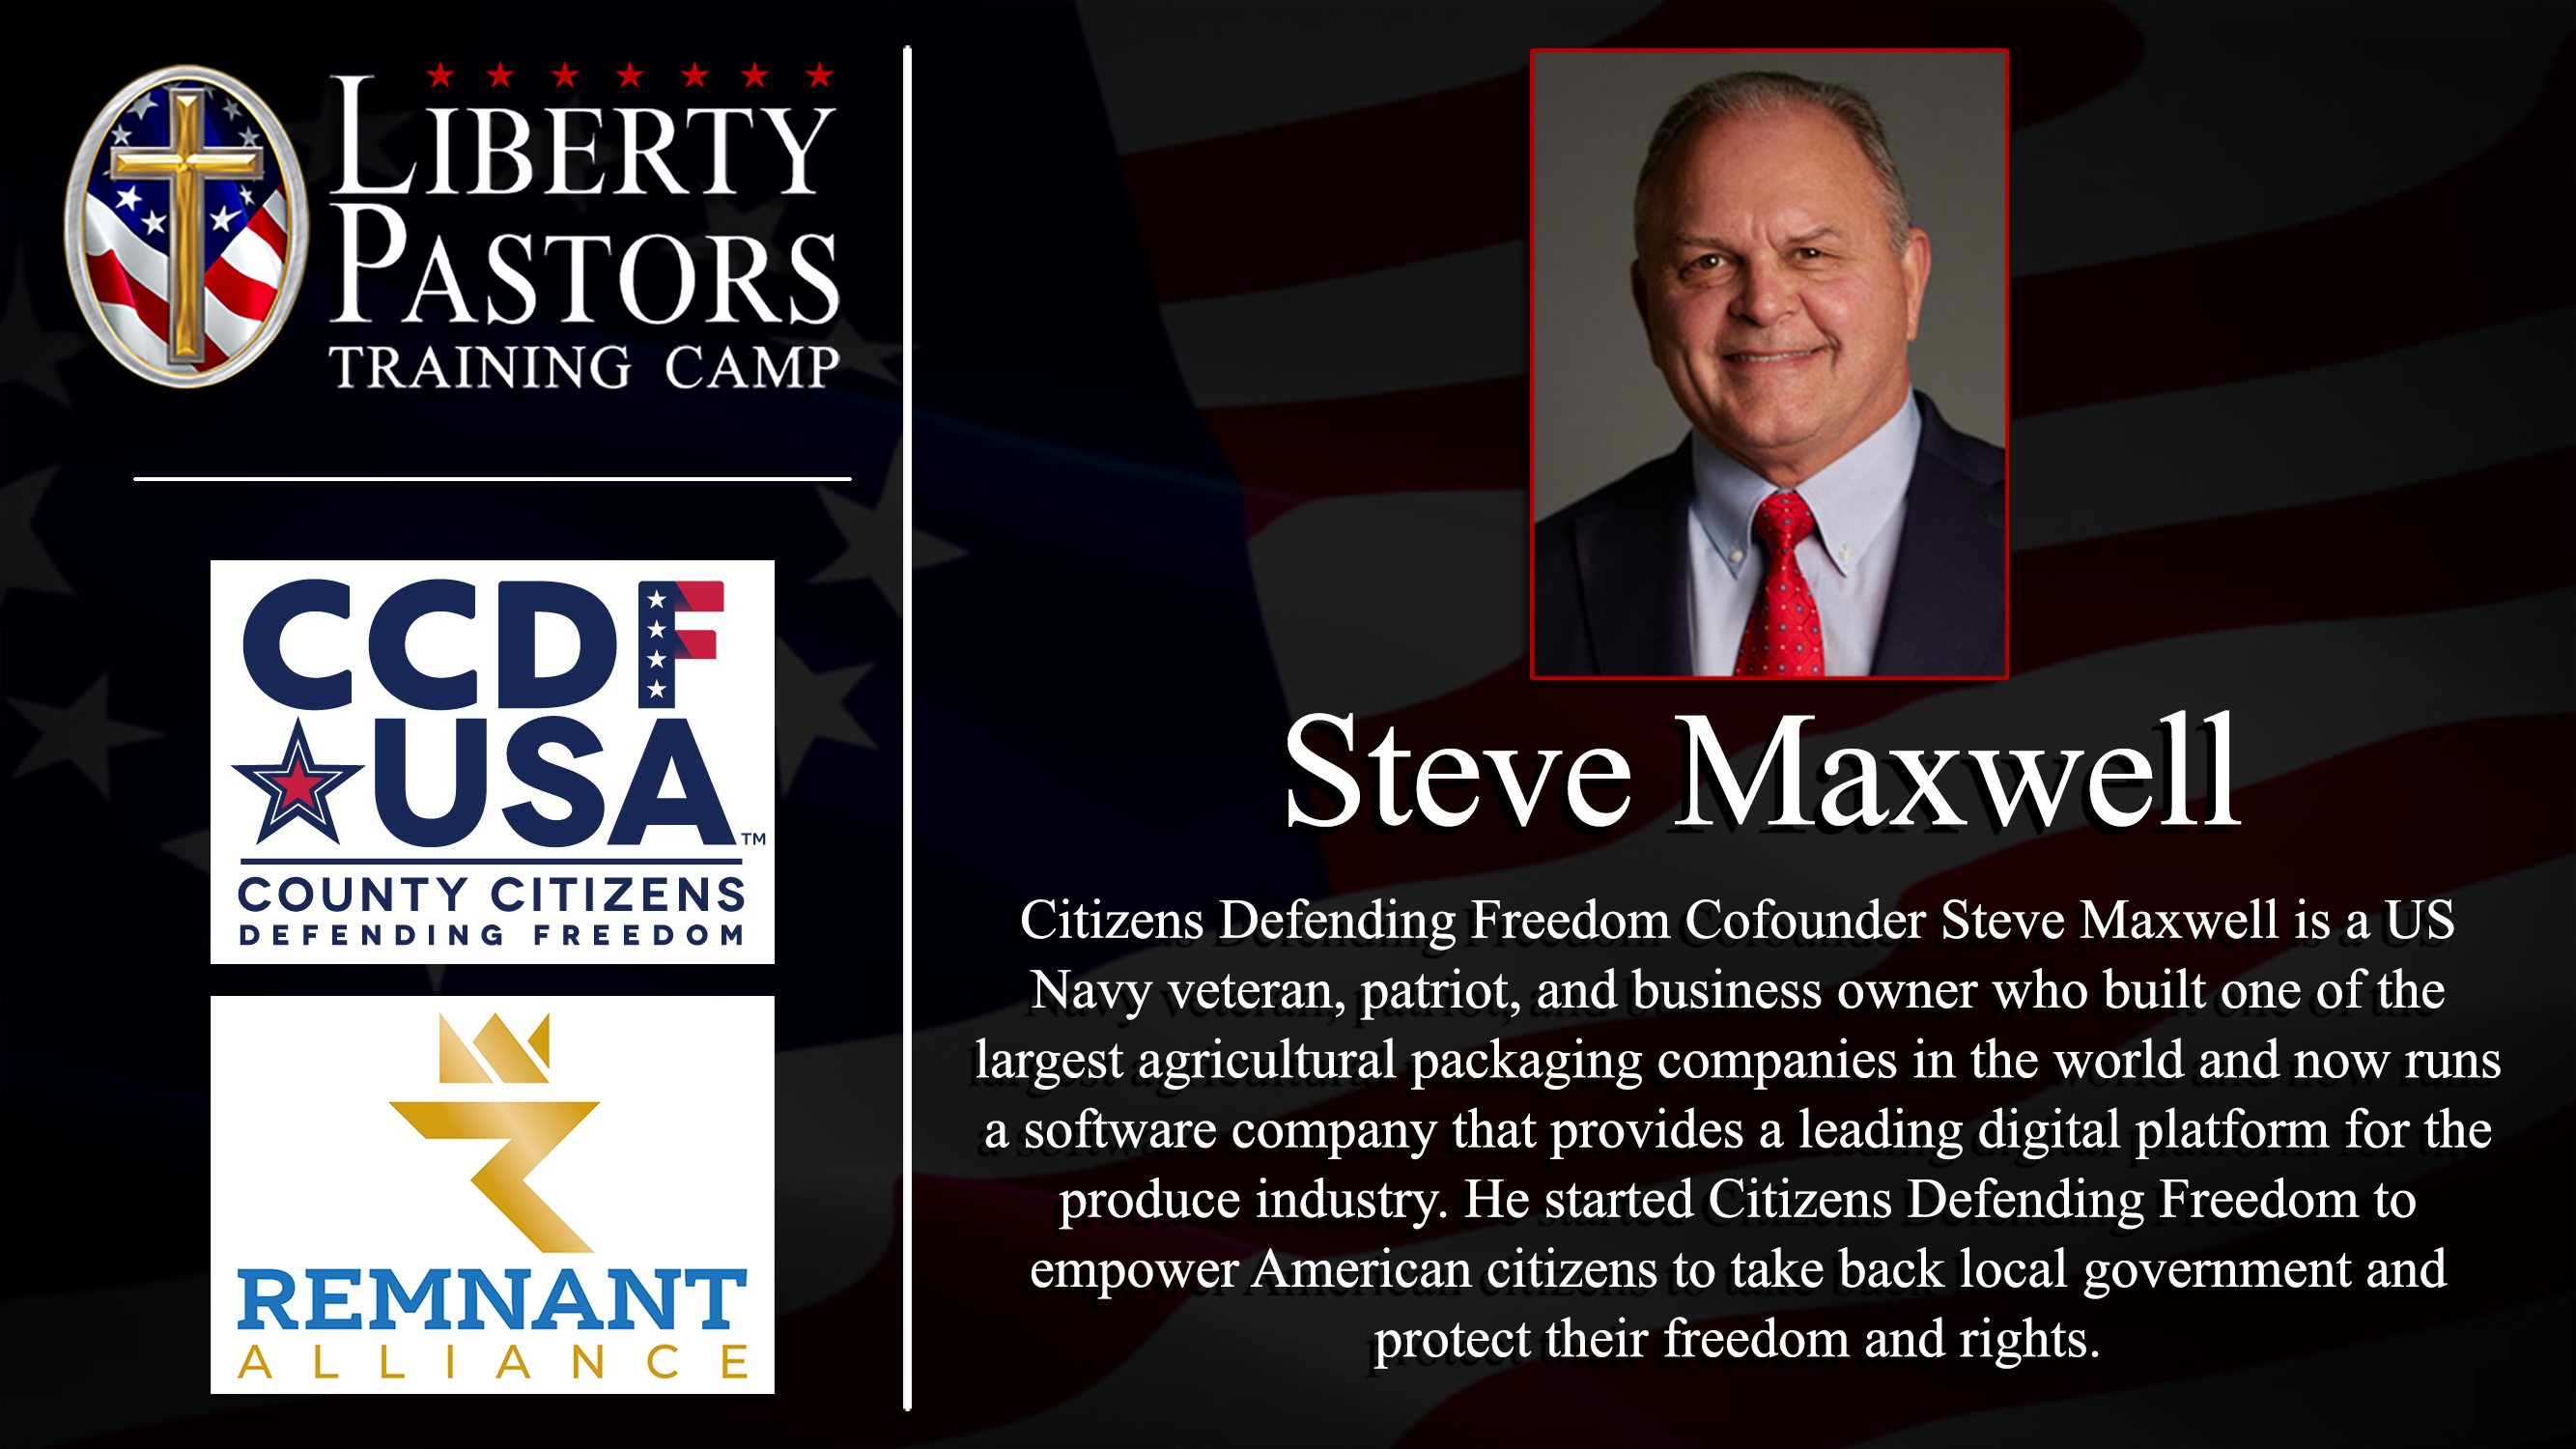 LIBERTY
PASTORS
TRAINING CAMP
CCDF
USA™
COUNTY CITIZENS
DEFENDING FREEDOM
REMNANT
ALLIANCE
Steve Maxwell
Citizens Defending Freedom Cofounder Steve Maxwell is a US
Navy veteran, patriot, and business owner who built one of the
largest agricultural packaging companies in the world and now runs
a software company that provides a leading digital platform for the
produce industry. He started Citizens Defending Freedom to
empower American citizens to take back local government and
protect their freedom and rights.